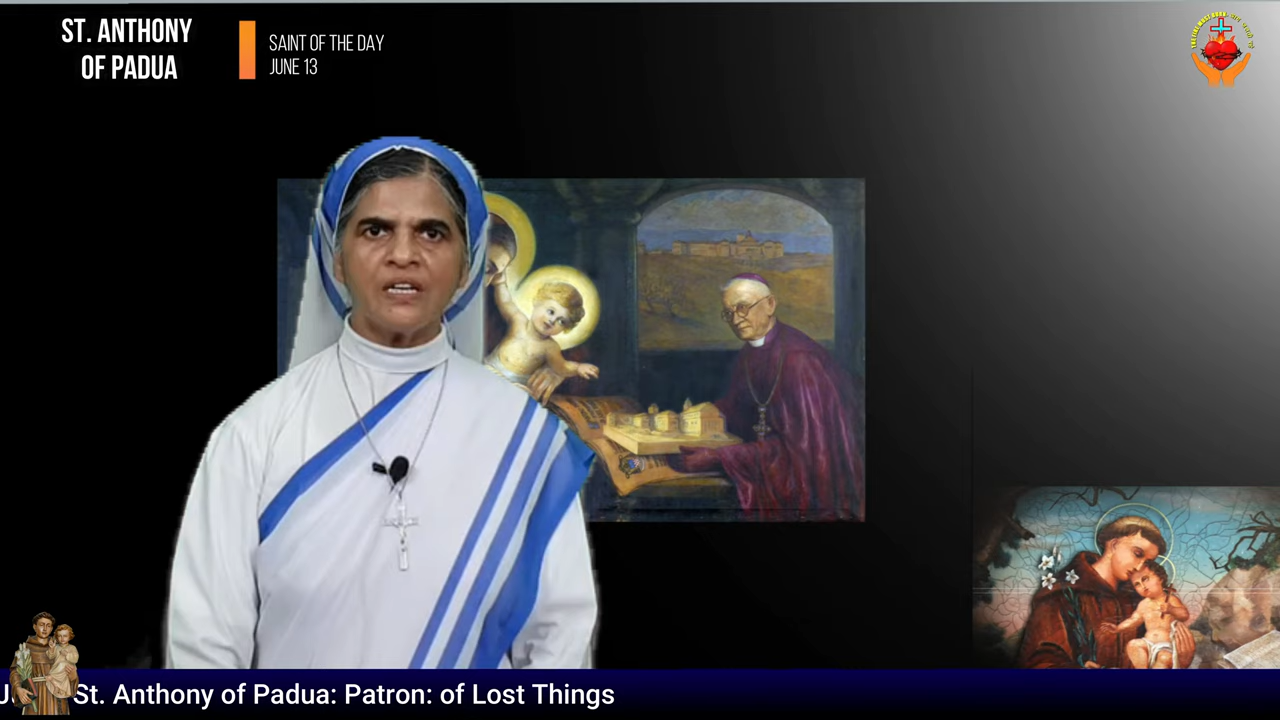 ST. ANTHONY
OF PADUA
SAINT OF THE DAY
JUNE 13
St. Anthony of Padua: Patron: of Lost Things